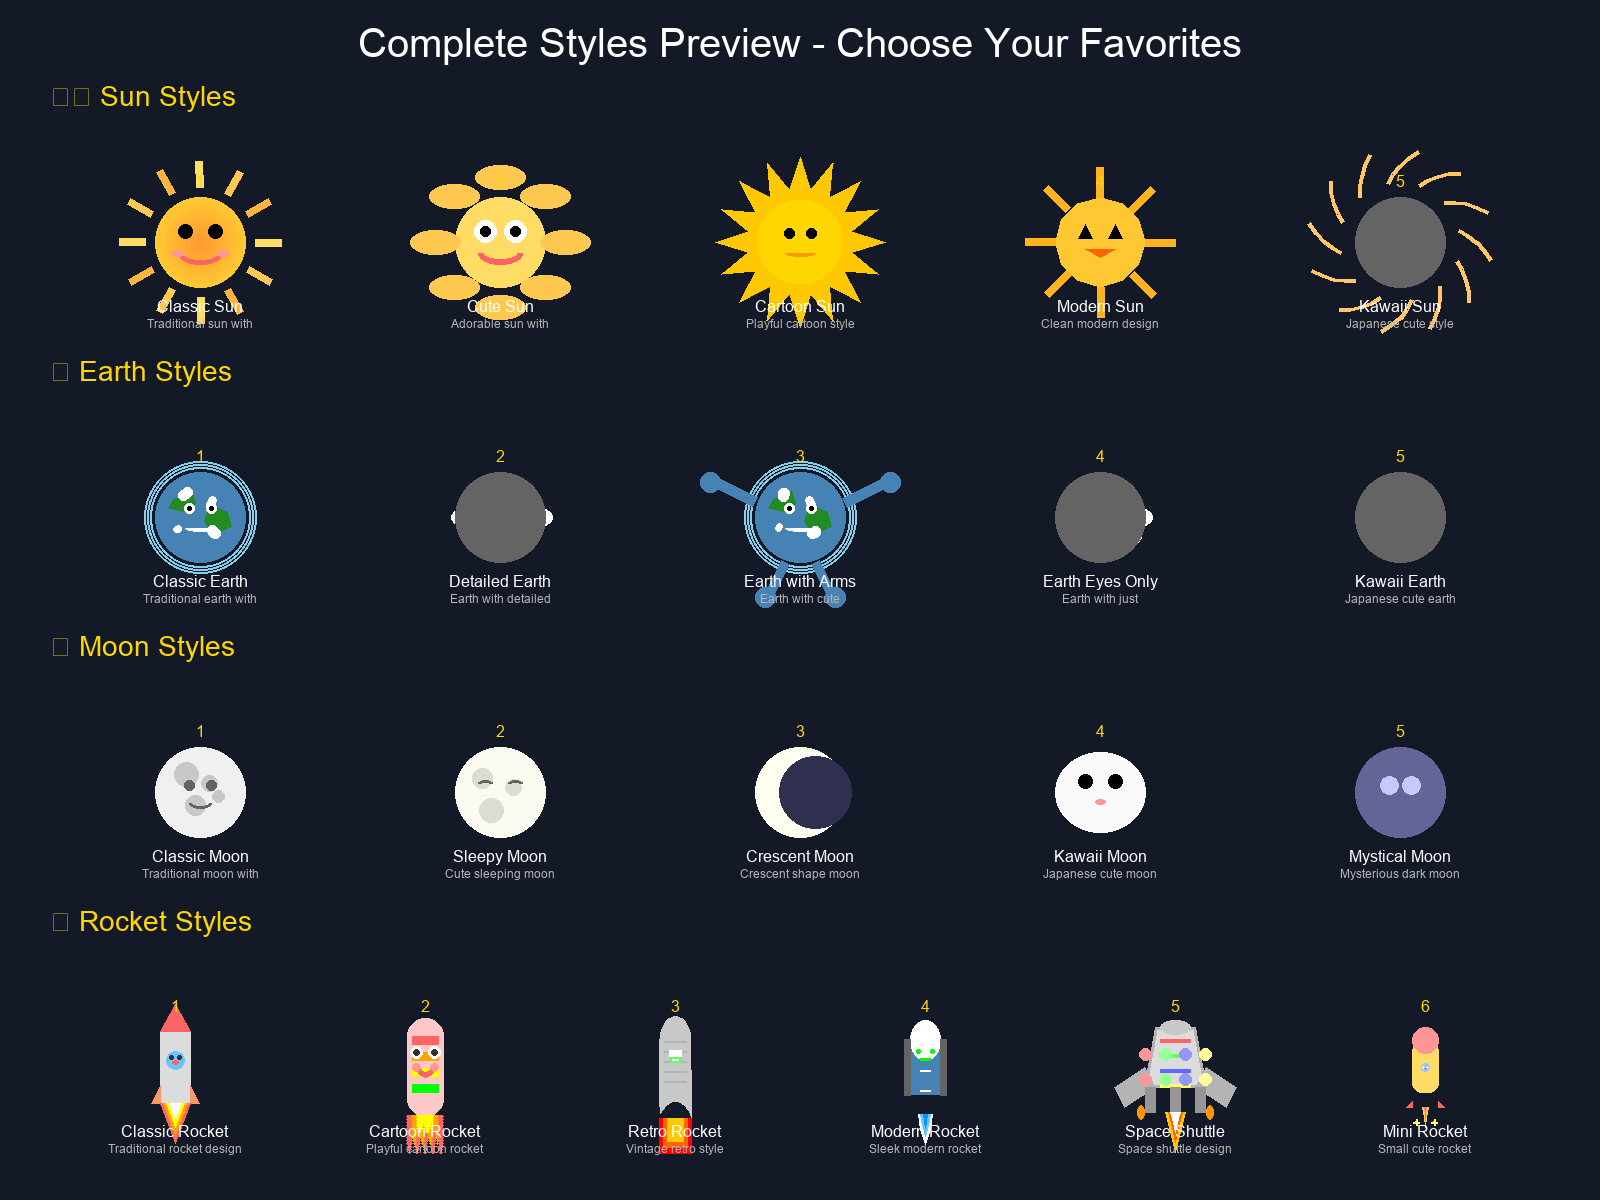 Complete Styles Preview - Choose Your Favorites
Sun Styles
5
Classic Sun
Cute Sun
Cartoon Sun
Modern Sun
Kawaii Sun
Traditional sun with
Adorable sun with
Playful cartoon style
Clean modern design
Japanese cute style
Earth Styles
1
2
3
4
5
Classic Earth
Detailed Earth
Earth with Arms
Earth Eyes Only
Kawaii Earth
Traditional earth with
Earth with detailed
Earth with cute
Earth with just
Japanese cute earth
Moon Styles
1
2
3
4
5
Classic Moon
Sleepy Moon
Crescent Moon
Kawaii Moon
Mystical Moon
Traditional moon with
Cute sleeping moon
Crescent shape moon
Japanese cute moon
Mysterious dark moon
Rocket Styles
1
2
3
4
5
6
Classic Rocket
Cartoon Rocket
Retro Rocket
Modern Rocket
Space Shuttle
Mini Rocket
Traditional rocket design
Playful cartoon rocket
Vintage retro style
Sleek modern rocket
Space shuttle design
Small cute rocket